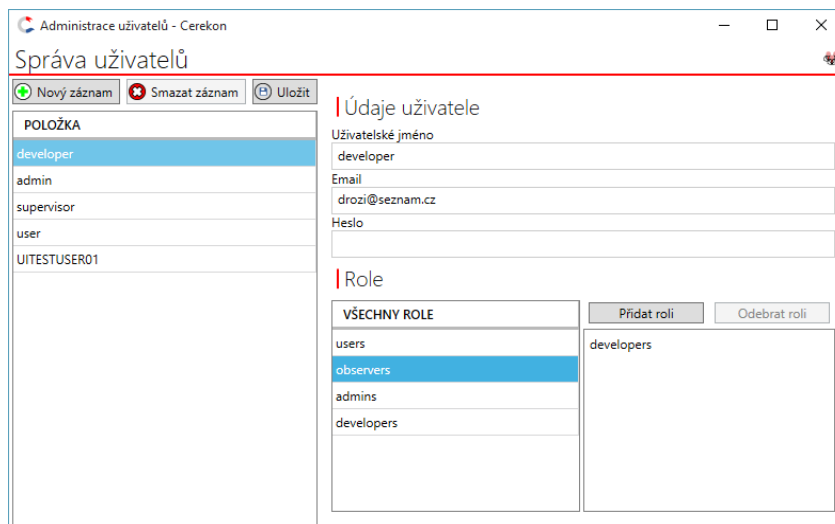 Administrace uživatelů - Cerekon
Správa uživatelů
Nový záznam Smazat záznam Uložit
POLOŽKA
developer
admin
supervisor
user
UITESTUSER01
Údaje uživatele
Uživatelské jméno
developer
Email
drozi@seznam.cz
Heslo
Role
VŠECHNY ROLE
users
observers
admins
developers
Přidat roli Odebrat roli
developers